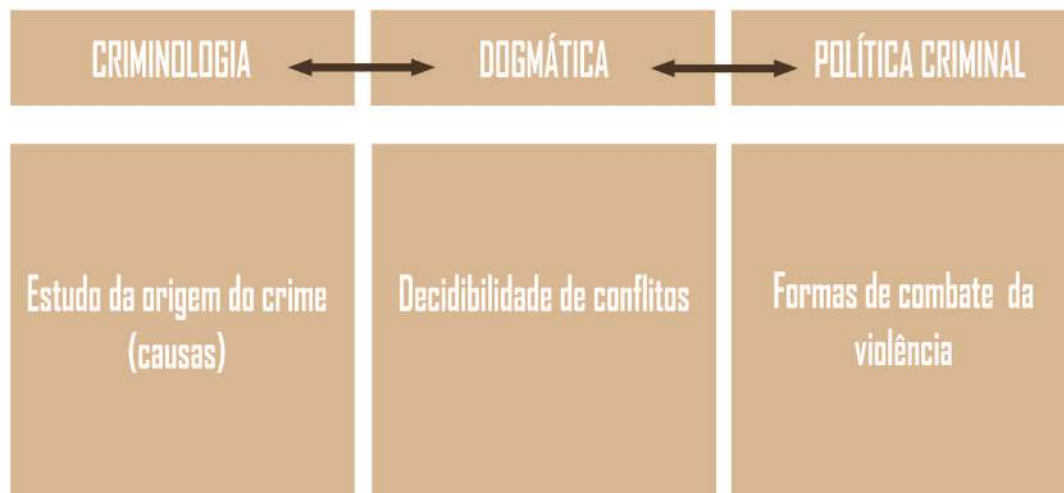 CRIMINOLOGIA
DOGMÁTICA
POLÍTICA CRIMINAL
Estudo da origem do crime
(causas)
Decidibilidade de conflitos
Formas de combate da
violência